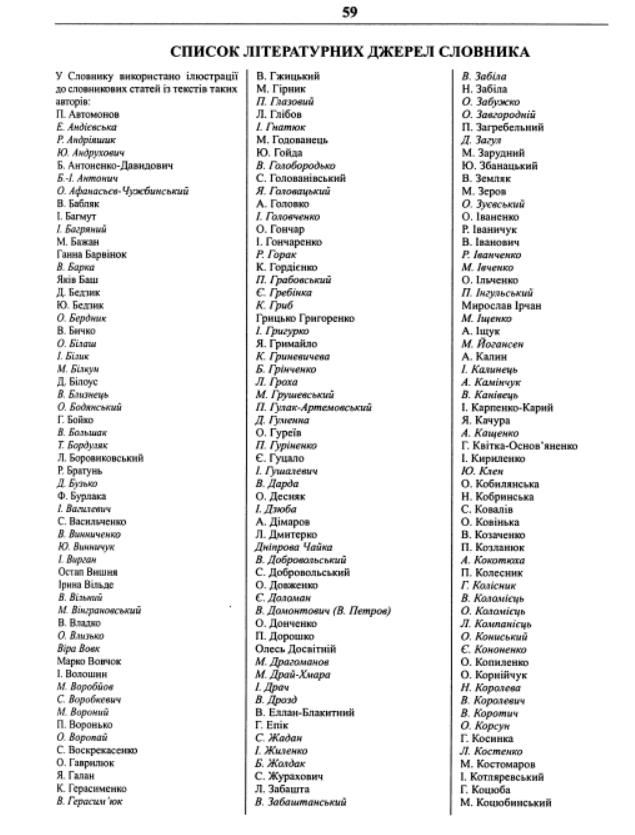 59
СПИСОК ЛІТЕРАТУРНИХ ДЖЕРЕЛ СЛОВНИКА
У Словнику використано ілюстрації
до словникових статей із текстів таких
авторів:
П. Автомонов
Е. Андієвська
Р. Андріяшик
Ю. Андрухович
Б. Антоненко-Давидович
Б.-І. Антонич
О. Афанасьєв-Чужбинський
В. Бабляк
І. Багмут
І. Багряний
М. Бажан
Ганна Барвінок
В. Барка
Яків Баш
Д. Бедзик
Ю. Бедзик
О. Бердник
В. Бичко
О. Білаш
І. Білик
М. Білкун
Д. Білоус
В. Близнець
О. Бодянський
Г. Бойко
В. Большак
Т. Бордуляк
Л. Боровиковський
Р. Братунь
Д. Бузько
Ф. Бурлака
І. Вагилевич
С. Васильченко
В. Винниченко
Ю. Винничук
І. Вирган
Остап Вишня
Ірина Вільде
В. Вільний
М. Вінграновський
В. Владко
О. Влизько
Віра Вовк
Марко Вовчок
І. Волошин
М. Воробйов
С. Воробкевич
М. Вороний
П. Воронько
О. Воропай
С. Воскрекасенко
О. Гаврилюк
Я. Галан
К. Герасименко
В. Герасим'юк
В. Гжицький
М. Гірник
П. Глазовий
Л. Глібов
І. Гнатюк
М. Годованець
Ю. Гойда
В. Голобородько
С. Голованівський
Я. Головацький
А. Головко
І. Головченко
О. Гончар
І. Гончаренко
Р. Горак
К. Гордієнко
П. Грабовський
Є. Гребінка
К. Гриб
Грицько Григоренко
І. Григурко
Я. Гримайло
К. Гриневичева
Б. Грінченко
Л. Гроха
М. Грушевський
П. Гулак-Артемовський
Д. Гуменна
О. Гуреїв
П. Гуріненко
Є. Гуцало
І. Гушалевич
В. Дарда
О. Десняк
І. Дзюба
А. Дімаров
Л. Дмитерко
Дніпрова Чайка
В. Добровольський
С. Добровольський
О. Довженко
Є. Доломан
В. Домонтович (В. Петров)
О. Донченко
П. Дорошко
Олесь Досвітній
М. Драгоманов
М. Драй-Хмара
І. Драч
В. Дрозд
В. Еллан-Блакитний
Г. Епік
С. Жадан
І. Жиленко
Б. Жолдак
С. Журахович
Л. Забашта
В. Забаштанський
В. Забіла
Н. Забіла
О. Забужко
О. Завгородній
П. Загребельний
Д. Загул
М. Зарудний
Ю. Збанацький
В. Земляк
М. Зеров
О. Зуєвський
О. Іваненко
Р. Іваничук
В. Іванович
Р. Іванченко
М. Івченко
О. Ільченко
П. Інгульський
Мирослав Ірчан
М. Іщенко
А. Іщук
М. Йогансен
А. Калин
І. Калинець
А. Камінчук
В. Канівець
І. Карпенко-Карий
Я. Качура
А. Кащенко
Г. Квітка-Основ'яненко
І. Кириленко
Ю. Клен
О. Кобилянська
Н. Кобринська
С. Ковалів
О. Ковінька
В. Козаченко
П. Козланюк
А. Кокотюха
П. Колесник
Г. Колісник
В. Коломієць
О. Коломієць
Л. Компанієць
О. Кониський
Є. Кононенко
О. Копиленко
О. Корнійчук
Н. Королева
В. Королевич
В. Коротич
О. Корсун
Г. Косинка
Л. Костенко
М. Костомаров
І. Котляревський
Г. Коцюба
М. Коцюбинський